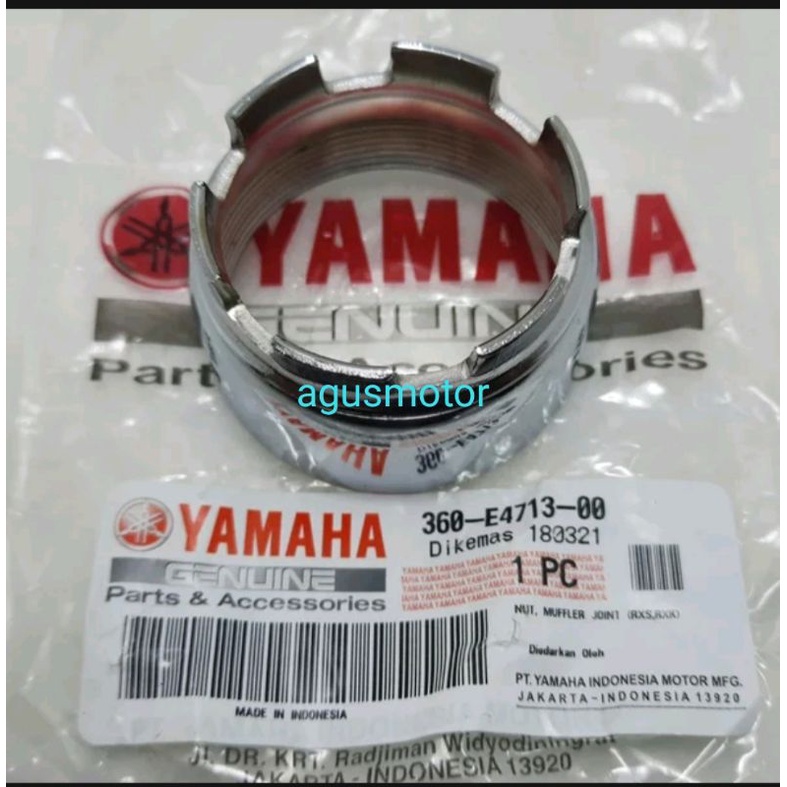 YAMAHA
GENUINE
Parts Accessories
agusmotor
YAMAHA
360-E4713-00
Dikemas 180321
GENUINE
1 PC
Parts & Accessories
NUT, MUFFLER JOINT (RXS,RXK)
Diedarkan Oleh
PT. YAMAHA INDONESIA MOTOR MFG.
JAKARTA-INDONESIA 13920
MADE IN INDONESIA
Jl. DR. KRT. Radjiman Widyodiningrat
JAKARTA - INDONESIA 13920